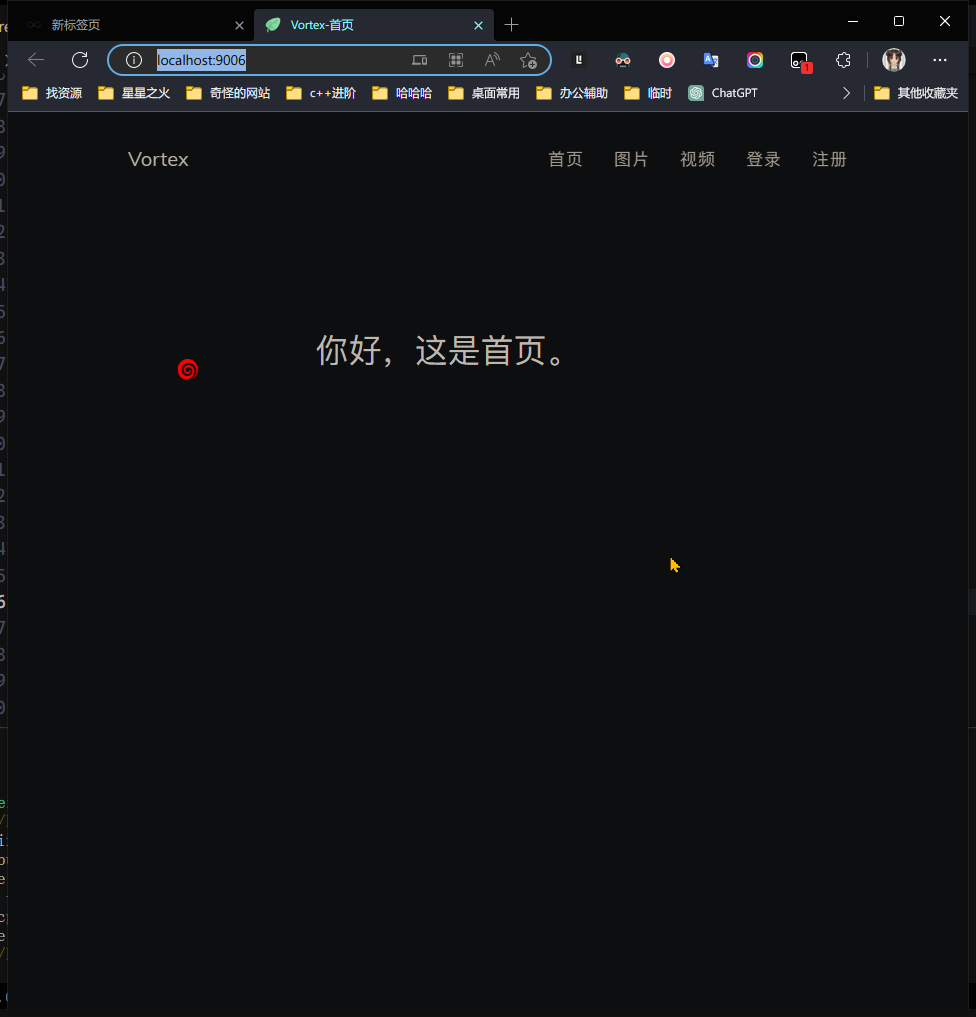 新标签页
Vortex-首页
localhost:9006
找资源 星星之火 奇怪的网站 c++进阶 哈哈哈 桌面常用 办公辅助 临时 ChatGPT 其他收藏夹
Vortex 首页 图片 视频 登录 注册
你好，这是首页。